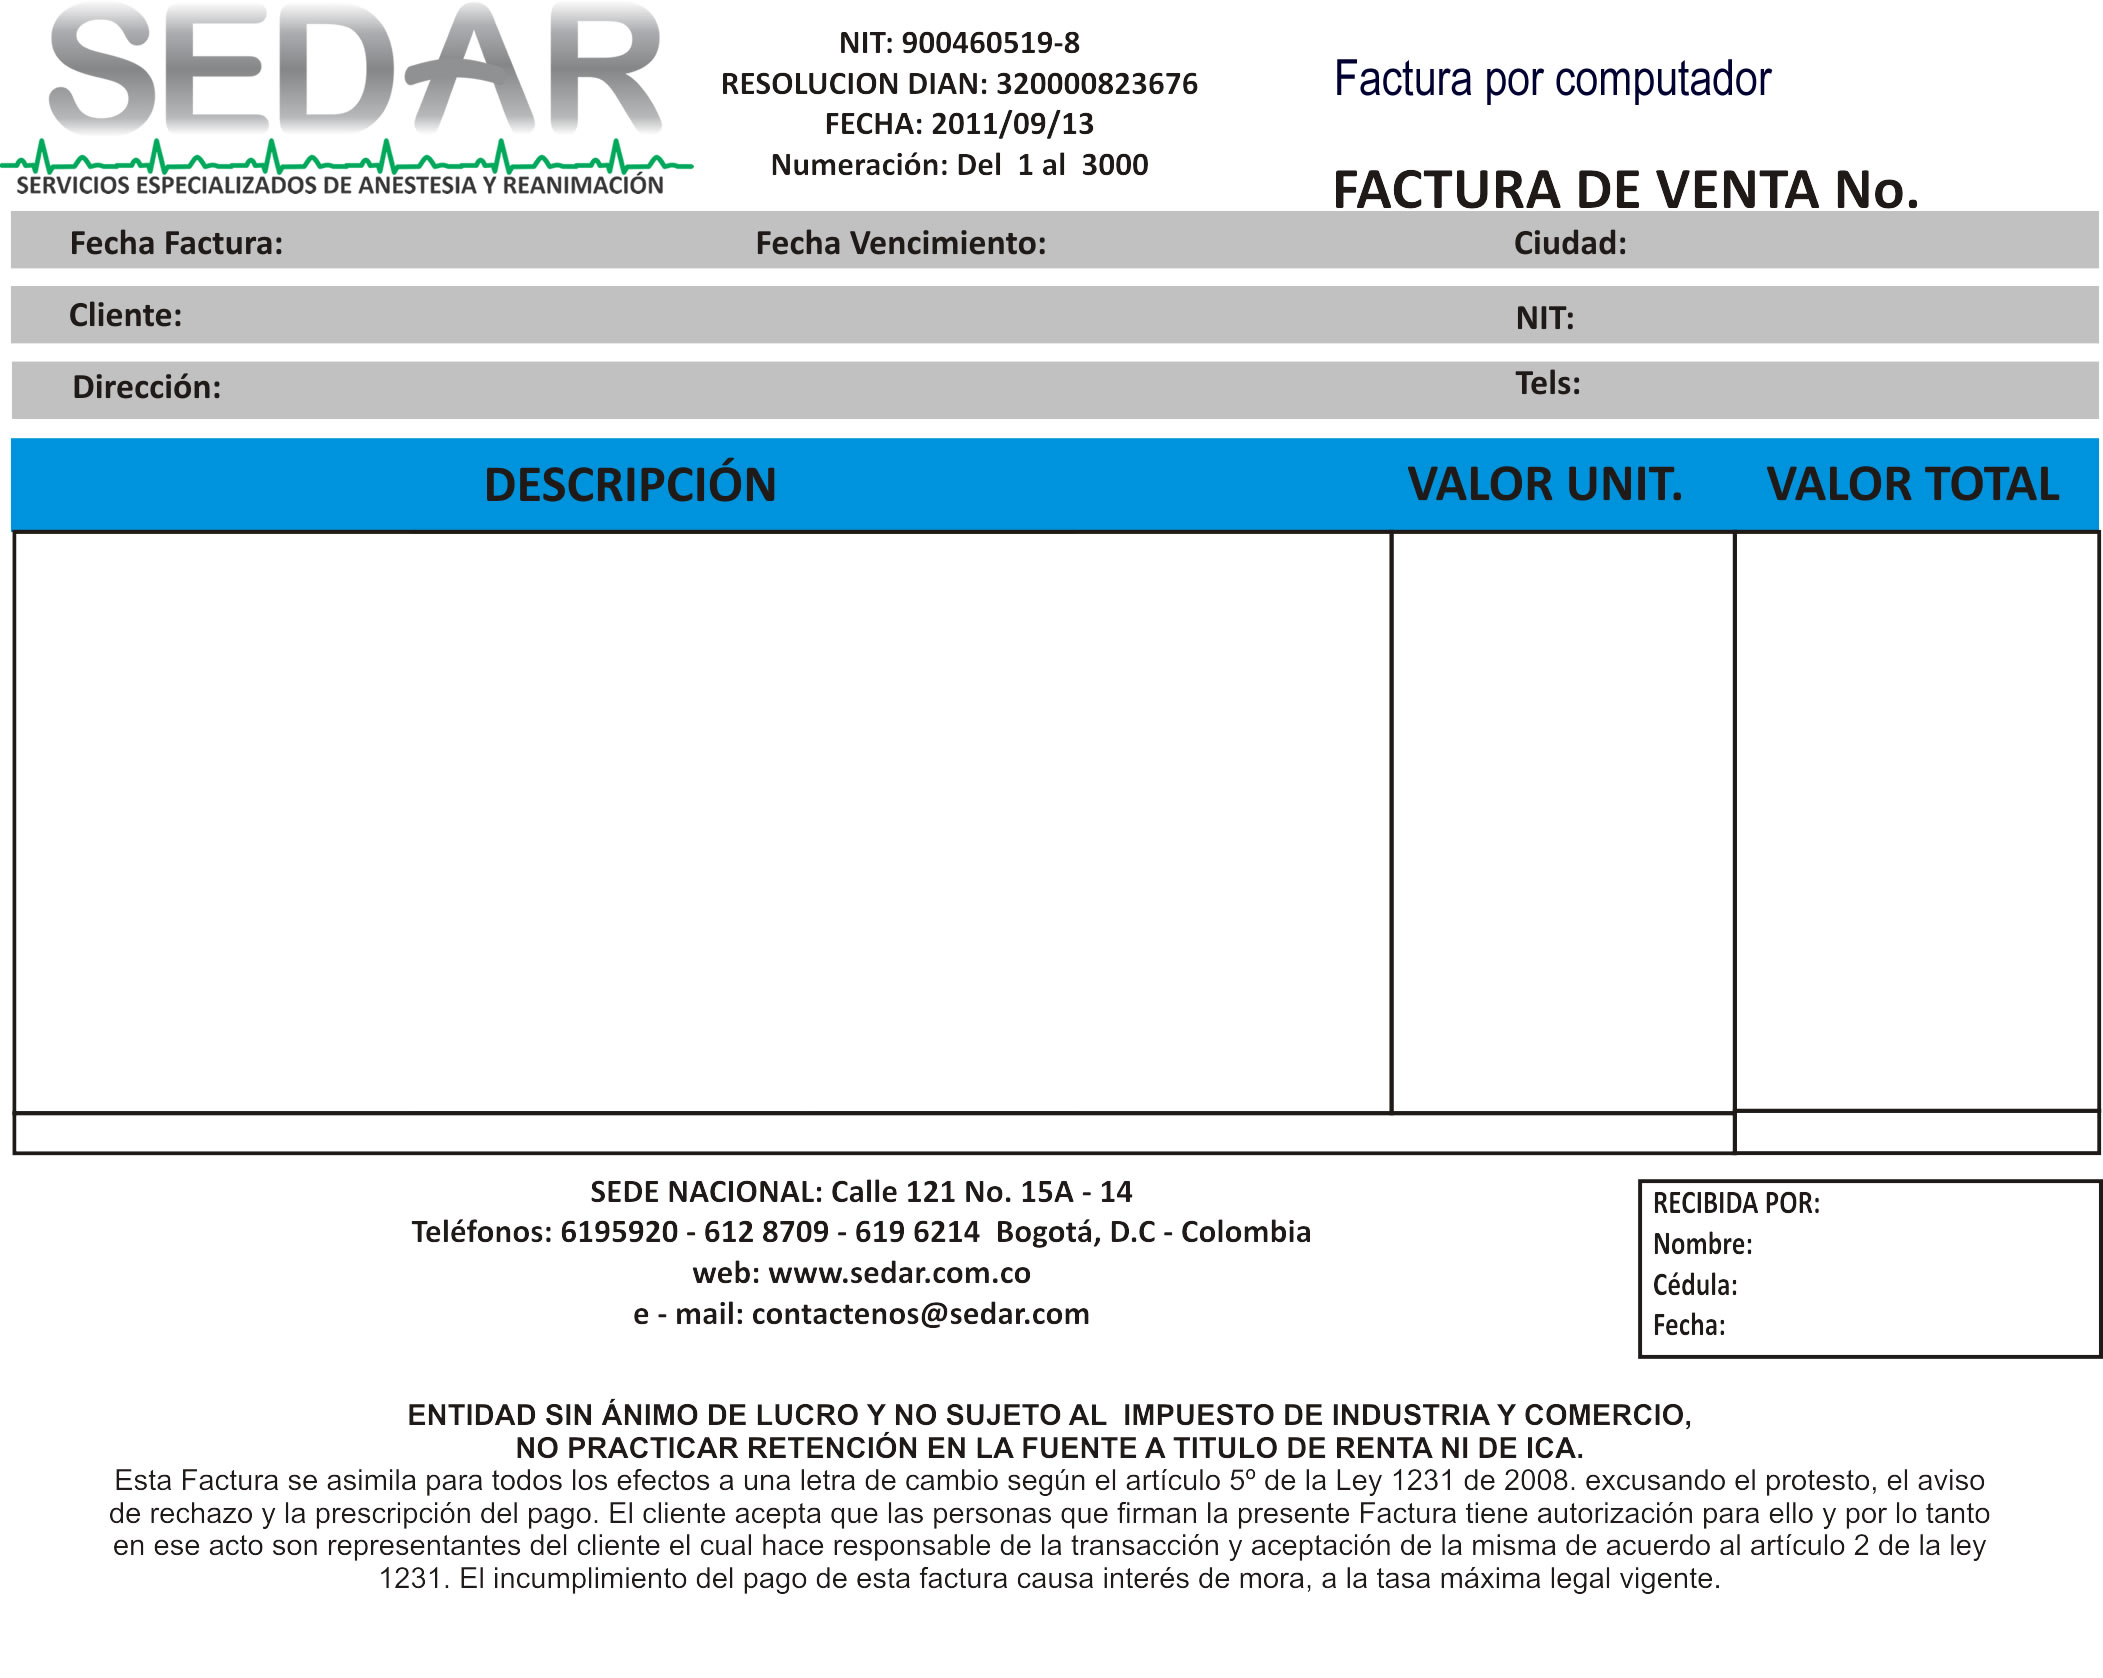 SEDAR
SERVICIOS ESPECIALIZADOS DE ANESTESIA Y REANIMACIÓN
NIT: 900460519-8
RESOLUCION DIAN: 320000823676
FECHA: 2011/09/13
Numeración: Del 1 al 3000
Factura por computador
FACTURA DE VENTA No.
Fecha Factura: Fecha Vencimiento: Ciudad:
Cliente: NIT:
Dirección: Tels:
DESCRIPCIÓN VALOR UNIT. VALOR TOTAL
SEDE NACIONAL: Calle 121 No. 15A - 14
Teléfonos: 6195920 - 612 8709 - 619 6214 Bogotá, D.C - Colombia
web: www.sedar.com.co
e - mail: contactenos@sedar.com
RECIBIDA POR:
Nombre:
Cédula:
Fecha:
ENTIDAD SIN ÁNIMO DE LUCRO Y NO SUJETO AL IMPUESTO DE INDUSTRIA Y COMERCIO,
NO PRACTICAR RETENCIÓN EN LA FUENTE A TITULO DE RENTA NI DE ICA.
Esta Factura se asimila para todos los efectos a una letra de cambio según el artículo 5º de la Ley 1231 de 2008. excusando el protesto, el aviso
de rechazo y la prescripción del pago. El cliente acepta que las personas que firman la presente Factura tiene autorización para ello y por lo tanto
en ese acto son representantes del cliente el cual hace responsable de la transacción y aceptación de la misma de acuerdo al artículo 2 de la ley
1231. El incumplimiento del pago de esta factura causa interés de mora, a la tasa máxima legal vigente.